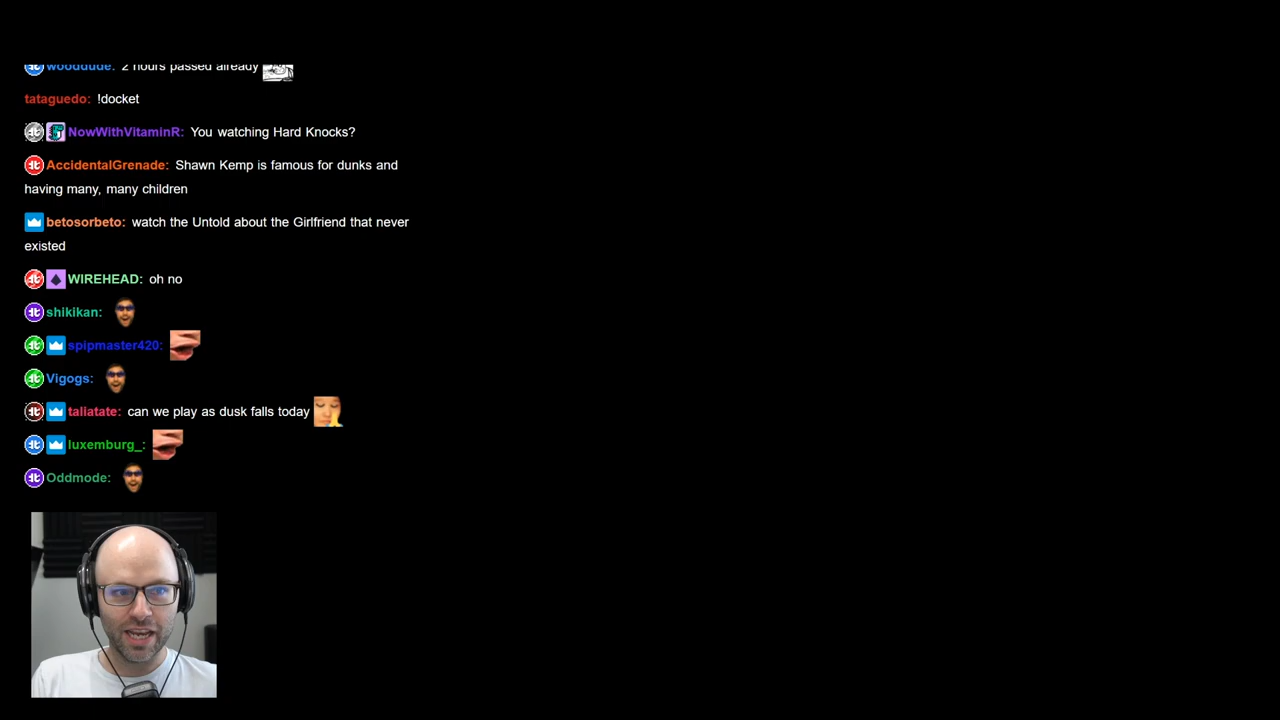 wooddude: 2 hours passed already
tataguedo: !docket
NowWithVitaminR: You watching Hard Knocks?
AccidentalGrenade: Shawn Kemp is famous for dunks and
having many, many children
betosorbeto: watch the Untold about the Girlfriend that never
existed
WIREHEAD: oh no
shikikan:
spipmaster420:
Vigogs:
taliatate: can we play as dusk falls today
luxemburg_:
Oddmode: